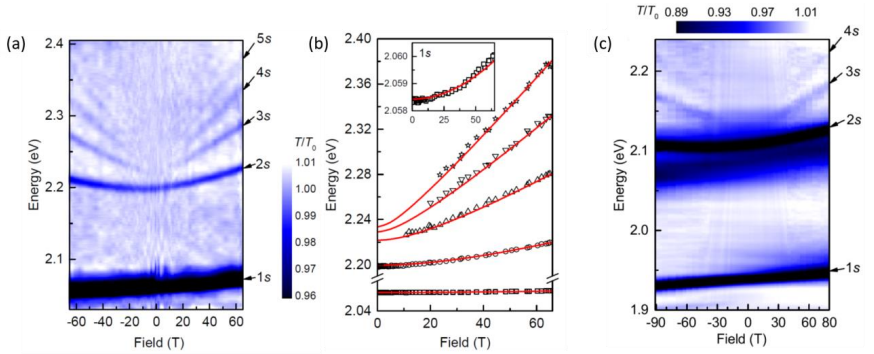 (a)
2.4
2.3
2.2
2.1
Energy (eV)
-60 -40 -20 0 20 40 60
Field (T)
5s
4s
3s
2s
1s
T/T0
1.01
1.00
0.99
0.98
0.97
0.96
(b)
2.40
2.36
2.32
2.28
2.24
2.20
2.04
Energy (eV)
0 20 40 60
Field (T)
1s
2.060
2.059
2.058
0 25 50
(c)
T/T0 0.89 0.93 0.97 1.01
2.2
2.1
2.0
1.9
Energy (eV)
-90 -60 -30 0 30 80
Field (T)
4s
3s
2s
1s